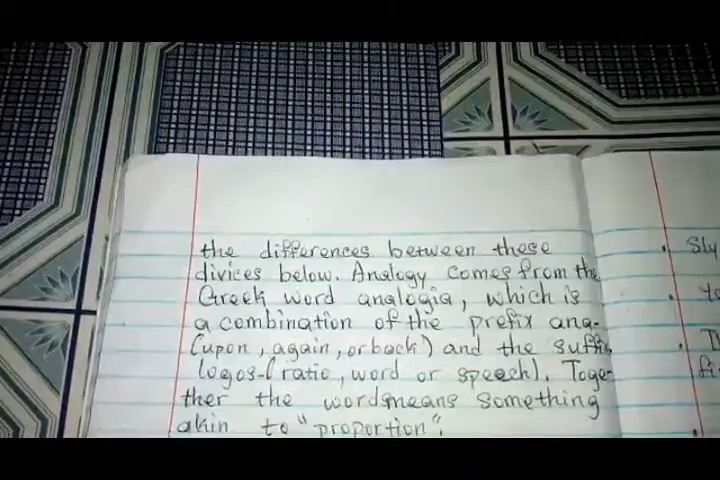 the differences between these
divices below. Analogy comes from the
Greek word analogia, which is
a combination of the prefix ana-
(upon, again, or back) and the suffix
logos-(ratio, word or speech). Toge-
ther the wordsmeans something
akin to "proportion".
Sly